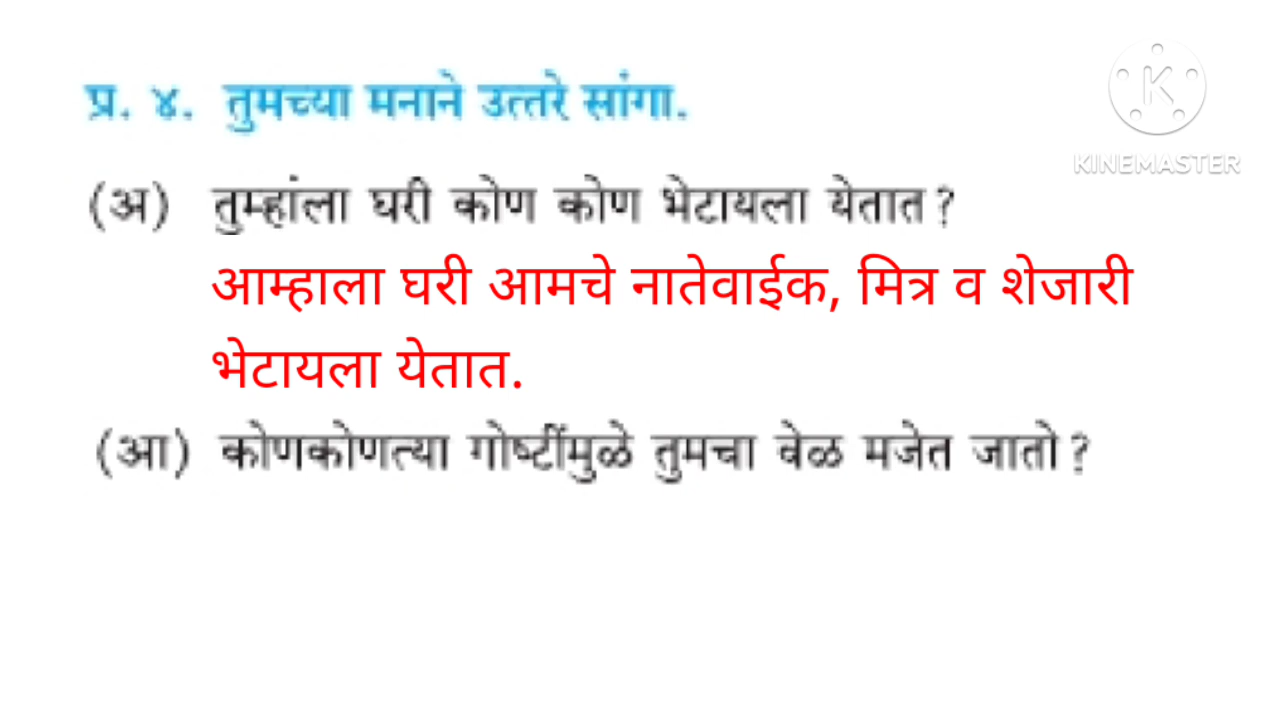 प्र. ४. तुमच्या मनाने उत्तरे सांगा.
KINEMASTER
(अ) तुम्हांला घरी कोण कोण भेटायला येतात?
आम्हाला घरी आमचे नातेवाईक, मित्र व शेजारी
भेटायला येतात.
(आ) कोणकोणत्या गोष्टींमुळे तुमचा वेळ मजेत जातो?